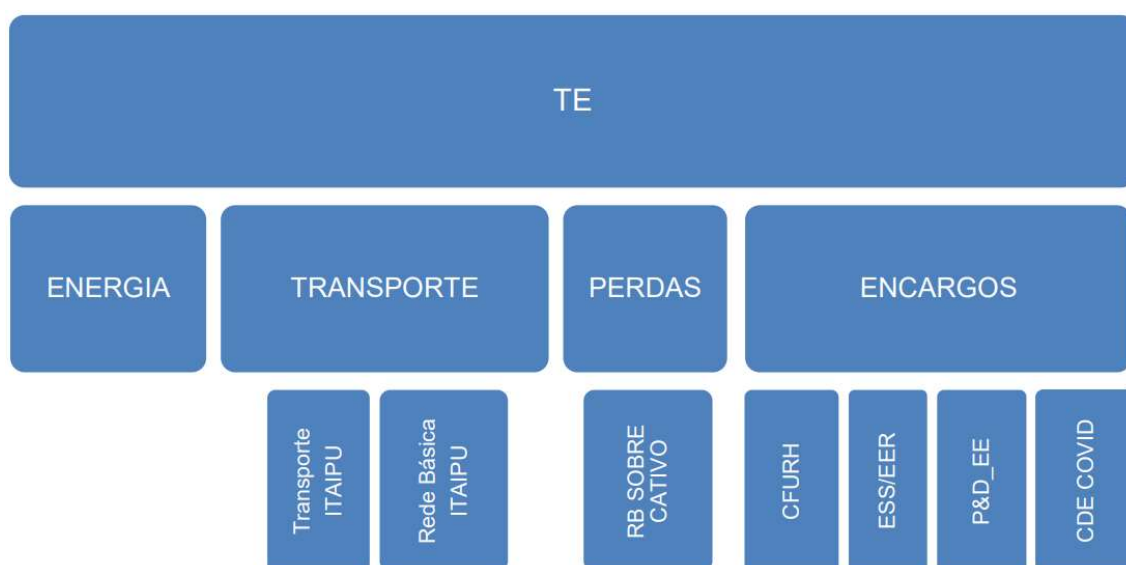 TE
ENERGIA
TRANSPORTE
PERDAS
ENCARGOS
Transporte
ITAIPU
Rede Básica
ITAIPU
RB SOBRE
CATIVO
CFURH
ESS/EER
P&D_EE
CDE COVID